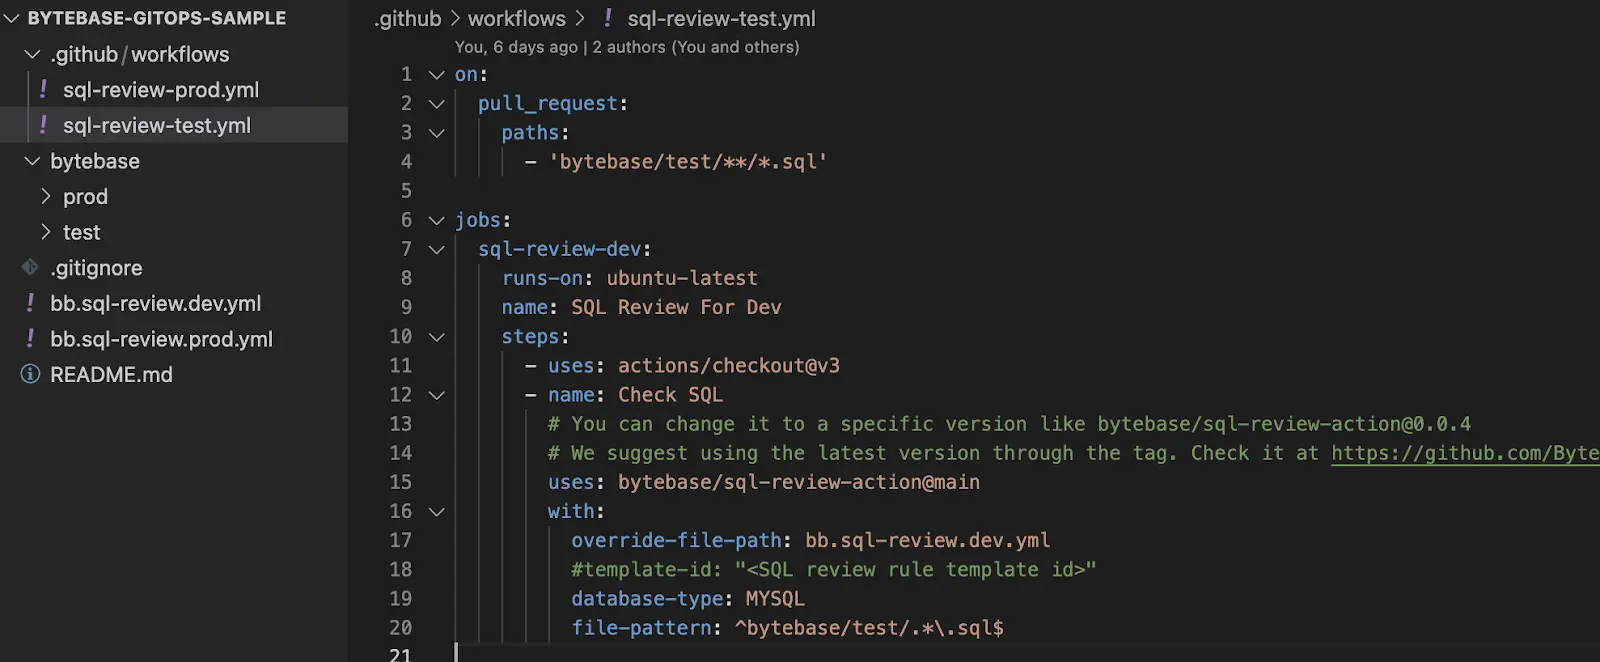 BYTEBASE-GITOPS-SAMPLE
.github/workflows
! sql-review-prod.yml
! sql-review-test.yml
bytebase
prod
test
.gitignore
! bb.sql-review.dev.yml
! bb.sql-review.prod.yml
README.md
.github > workflows > ! sql-review-test.yml
You, 6 days ago | 2 authors (You and others)
1 on:
2 pull_request:
3 paths:
4 - 'bytebase/test/**/*.sql'
5
6 jobs:
7 sql-review-dev:
8 runs-on: ubuntu-latest
9 name: SQL Review For Dev
10 steps:
11 - uses: actions/checkout@v3
12 - name: Check SQL
13 # You can change it to a specific version like bytebase/sql-review-action@0.0.4
14 # We suggest using the latest version through the tag. Check it at https://github.com/Byte
15 uses: bytebase/sql-review-action@main
16 with:
17 override-file-path: bb.sql-review.dev.yml
18 #template-id: "<SQL review rule template id>"
19 database-type: MYSQL
20 file-pattern: ^bytebase/test/.*\.sql$
21